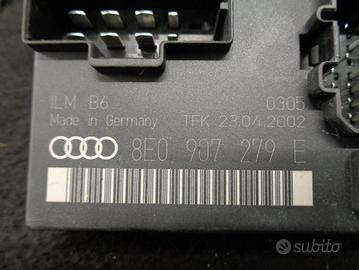 ILM B6 0305
Made in Germany TFK 23.04.2002
8E0 907 279 E
subito